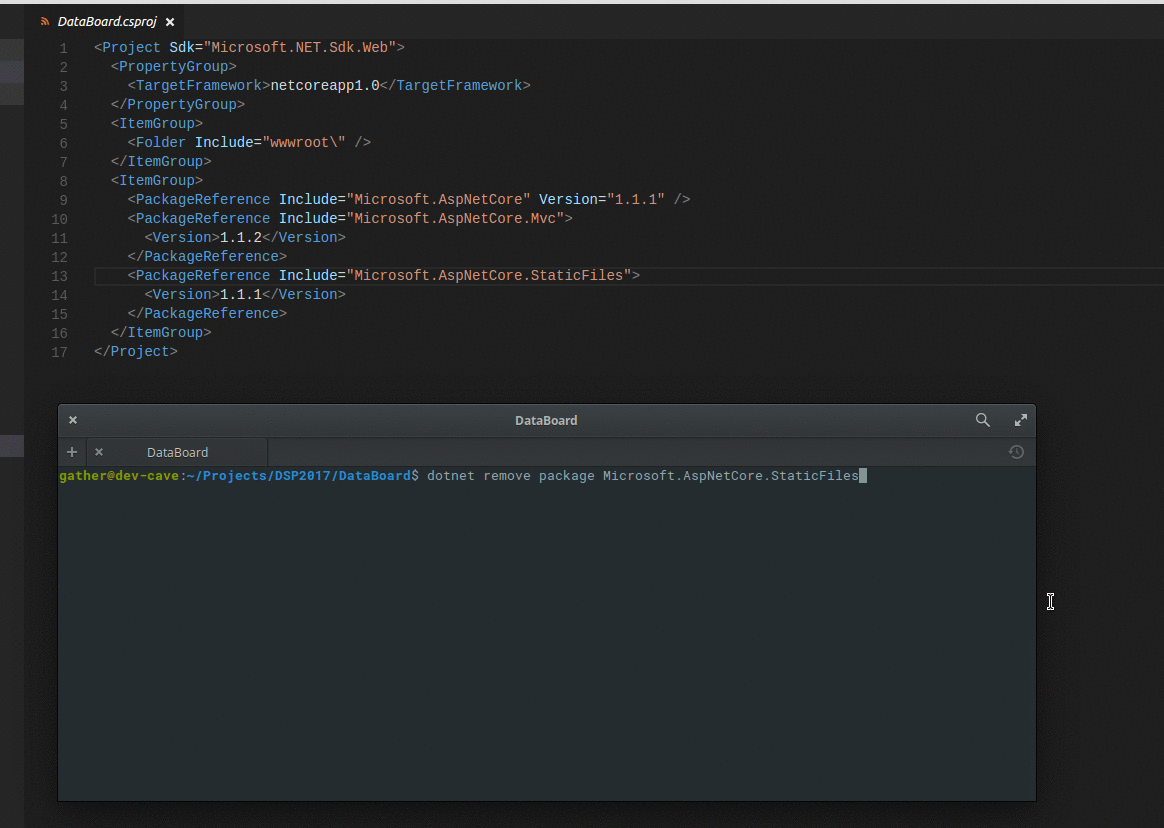 DataBoard.csproj ×
1 <Project Sdk="Microsoft.NET.Sdk.Web">
2   <PropertyGroup>
3     <TargetFramework>netcoreapp1.0</TargetFramework>
4   </PropertyGroup>
5   <ItemGroup>
6     <Folder Include="wwwroot\" />
7   </ItemGroup>
8   <ItemGroup>
9     <PackageReference Include="Microsoft.AspNetCore" Version="1.1.1" />
10     <PackageReference Include="Microsoft.AspNetCore.Mvc">
11       <Version>1.1.2</Version>
12     </PackageReference>
13     <PackageReference Include="Microsoft.AspNetCore.StaticFiles">
14       <Version>1.1.1</Version>
15     </PackageReference>
16   </ItemGroup>
17 </Project>
× DataBoard
+ × DataBoard
gather@dev-cave:~/Projects/DSP2017/DataBoard$ dotnet remove package Microsoft.AspNetCore.StaticFiles